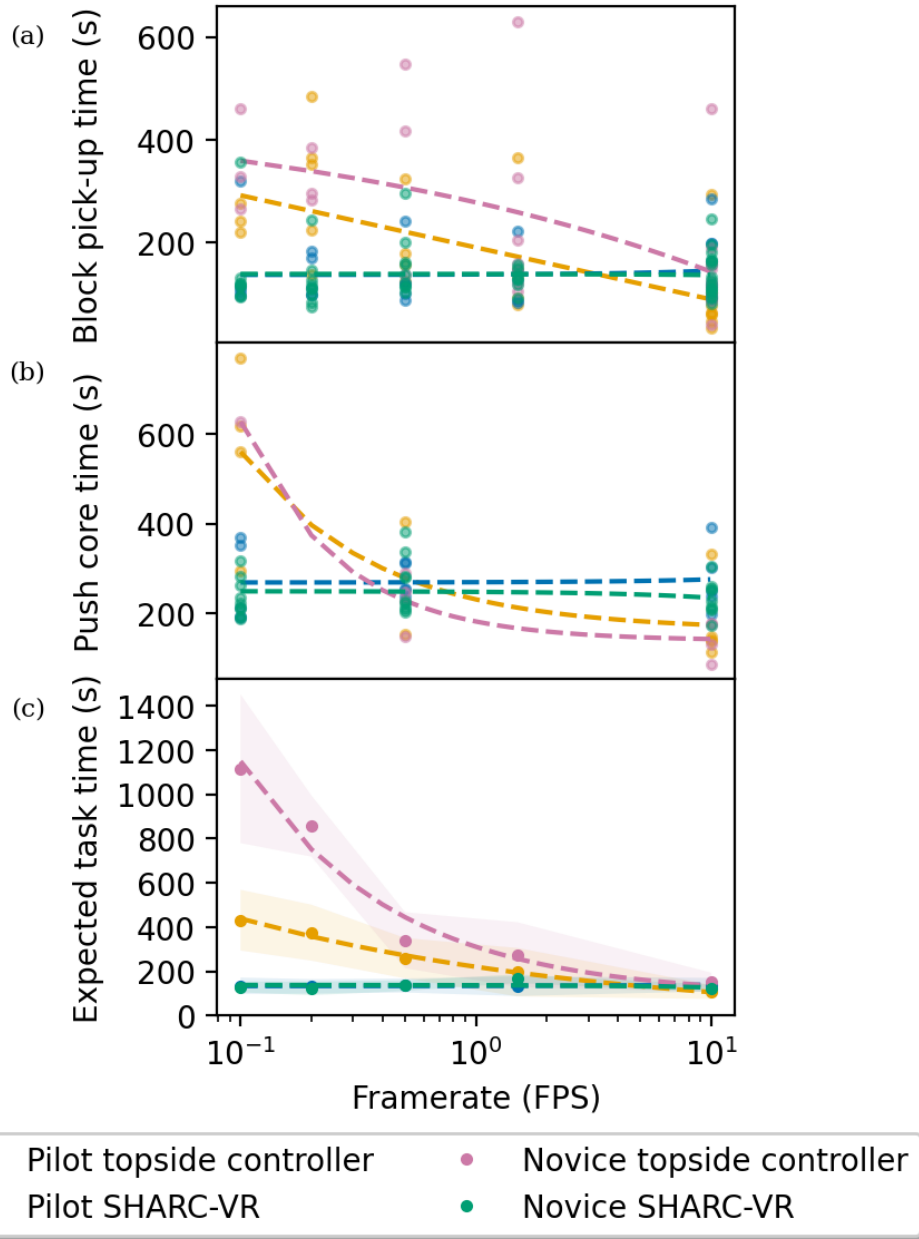 (a)
Block pick-up time (s)
600
400
200
(b)
Push core time (s)
600
400
200
(c)
Expected task time (s)
1400
1200
1000
800
600
400
200
0
10⁻¹
10⁰
10¹
Framerate (FPS)
Pilot topside controller
Novice topside controller
Pilot SHARC-VR
Novice SHARC-VR